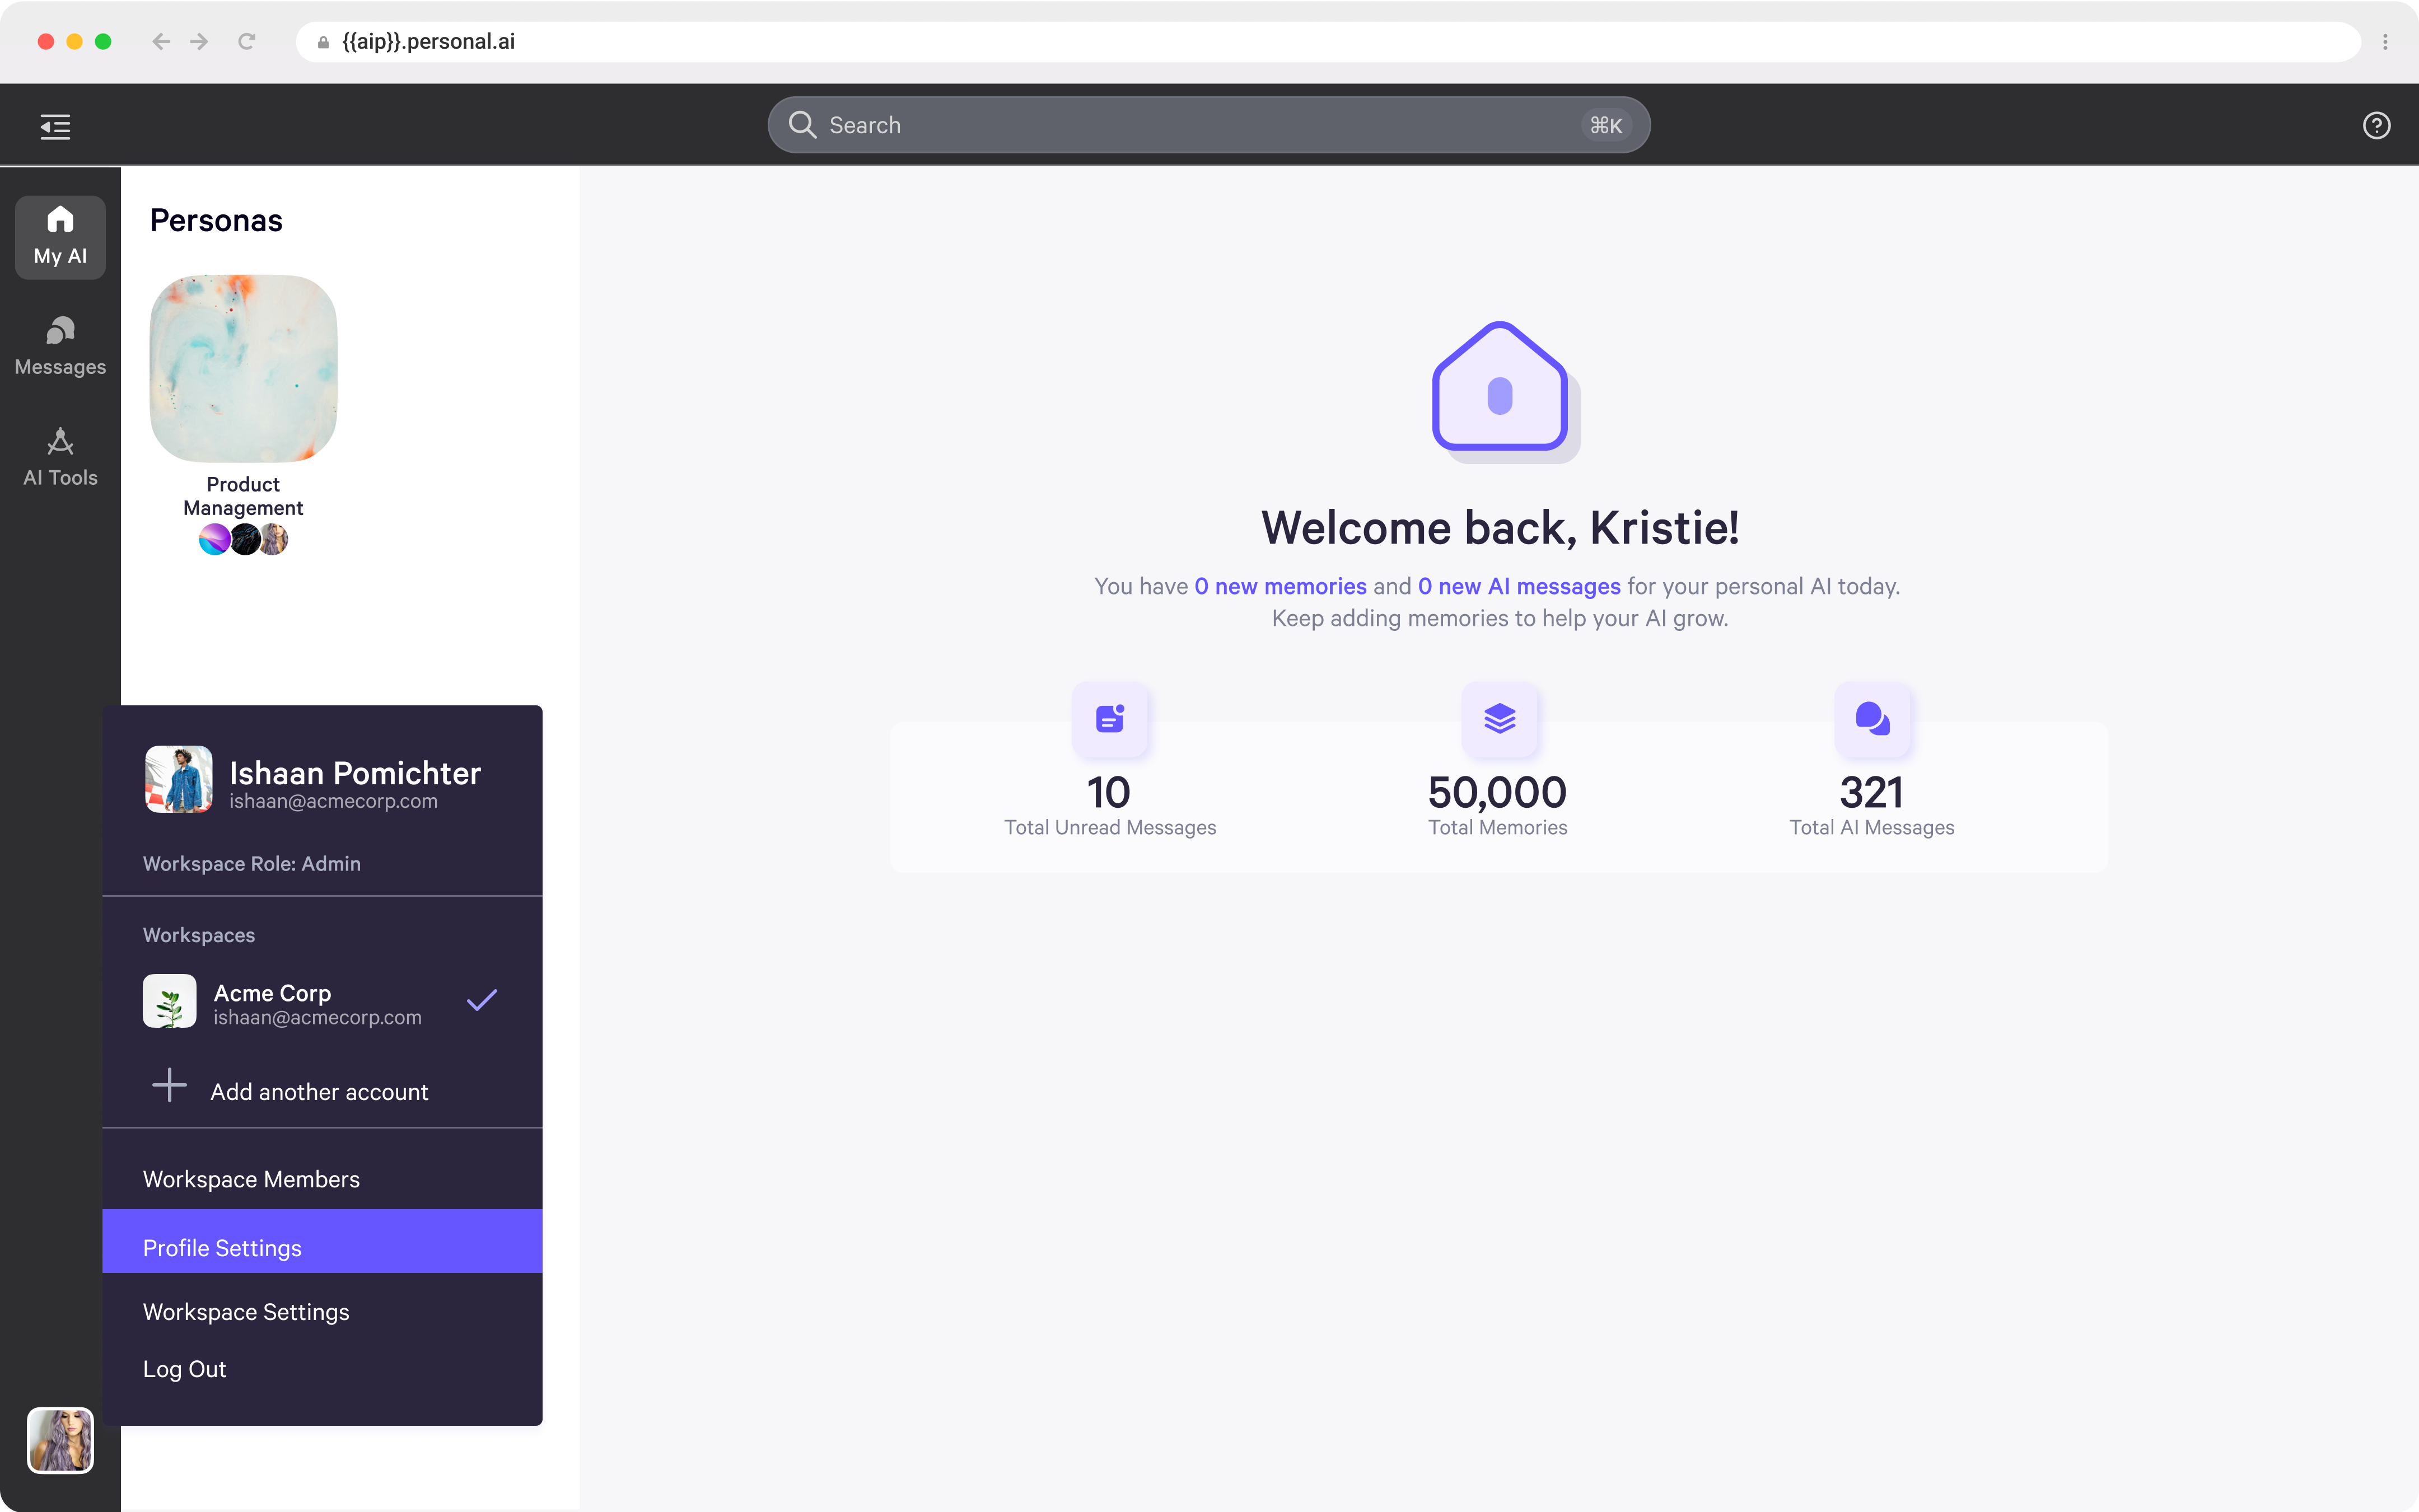 {{aip}}.personal.ai
Search
⌘K
My AI
Messages
AI Tools
Personas
Product
Management
Ishaan Pomichter
ishaan@acmecorp.com
Workspace Role: Admin
Workspaces
Acme Corp
ishaan@acmecorp.com
Add another account
Workspace Members
Profile Settings
Workspace Settings
Log Out
Welcome back, Kristie!
You have 0 new memories and 0 new AI messages for your personal AI today.
Keep adding memories to help your AI grow.
10
Total Unread Messages
50,000
Total Memories
321
Total AI Messages